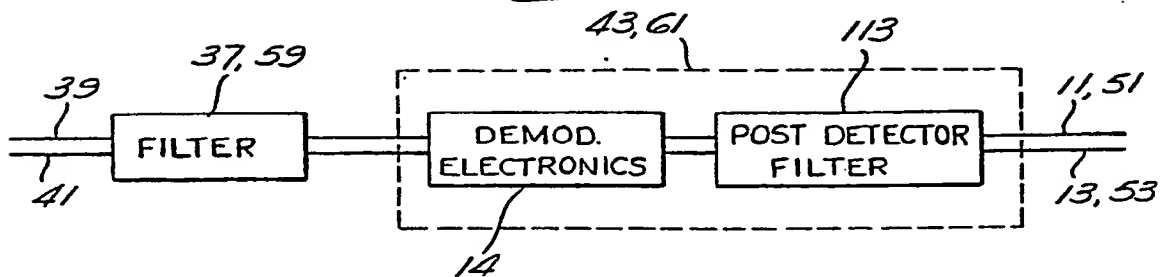 43,61
113
37,59
39
11,51
FILTER
DEMOD.
ELECTRONICS
POST DETECTOR
FILTER
41
13,53
14